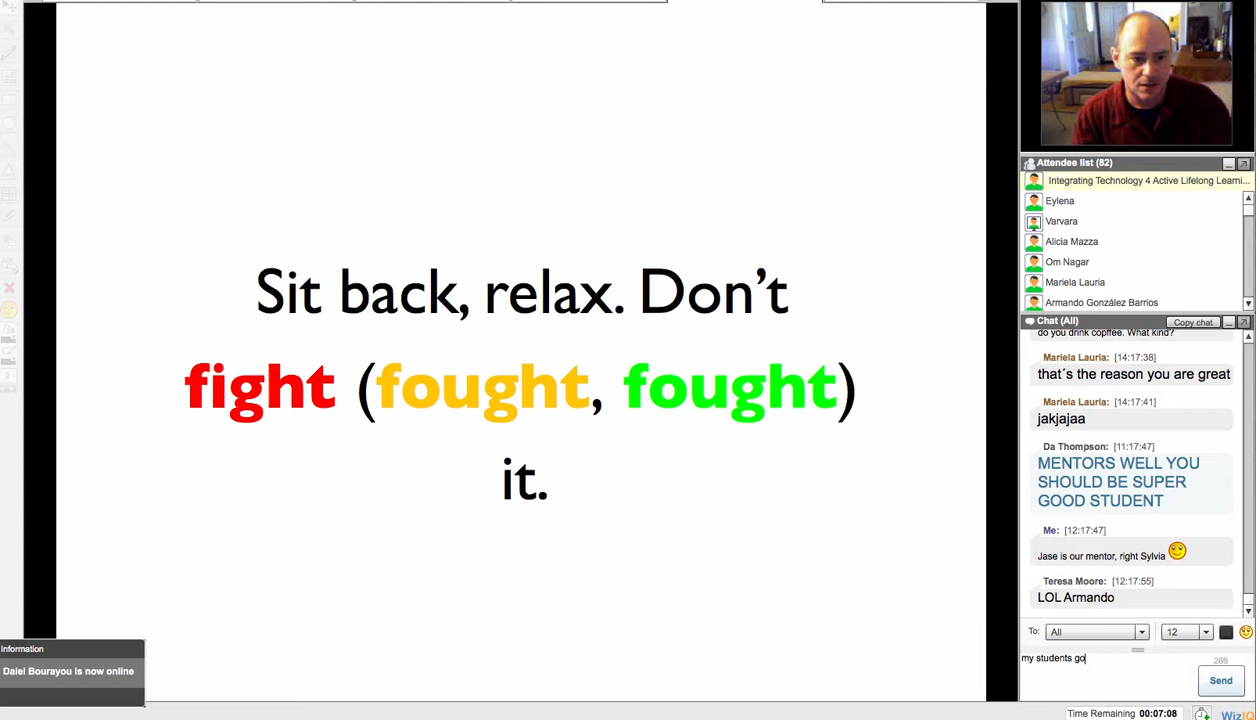 Sit back, relax. Don’t
fight (fought, fought)
it.
Attendee list (82)
Integrating Technology 4 Active Lifelong Learni...
Eylena
Varvara
Alicia Mazza
Om Nagar
Mariela Lauria
Armando González Barrios
Chat (All)
Copy chat
do you drink copffee. What kind?
Mariela Lauria: [14:17:38]
that´s the reason you are great
Mariela Lauria: [14:17:41]
jakjajaa
Da Thompson: [11:17:47]
MENTORS WELL YOU
SHOULD BE SUPER
GOOD STUDENT
Me: [12:17:47]
Jase is our mentor, right Sylvia
Teresa Moore: [12:17:55]
LOL Armando
To: All 12
my students go
286
Send
Information
Dalel Bourayou is now online
Time Remaining 00:07:08
WizIQ